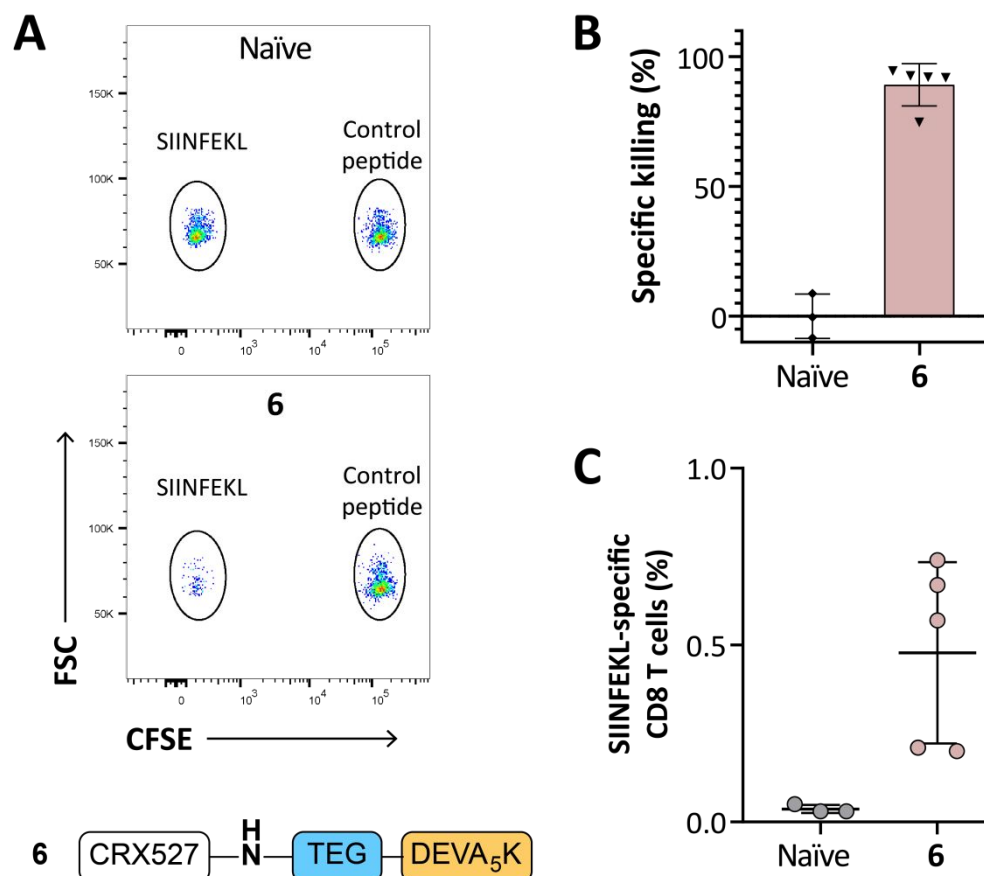 A
Naïve
150K
100K
50K
SIINFEKL
Control
peptide
0
10³
10⁴
10⁵
6
150K
100K
50K
SIINFEKL
Control
peptide
0
10³
10⁴
10⁵
FSC
CFSE
B
Specific killing (%)
100
50
0
Naïve
6
C
SIINFEKL-specific
CD8 T cells (%)
1.0
0.5
0.0
Naïve
6
6
CRX527
H
N
TEG
DEVA₅K